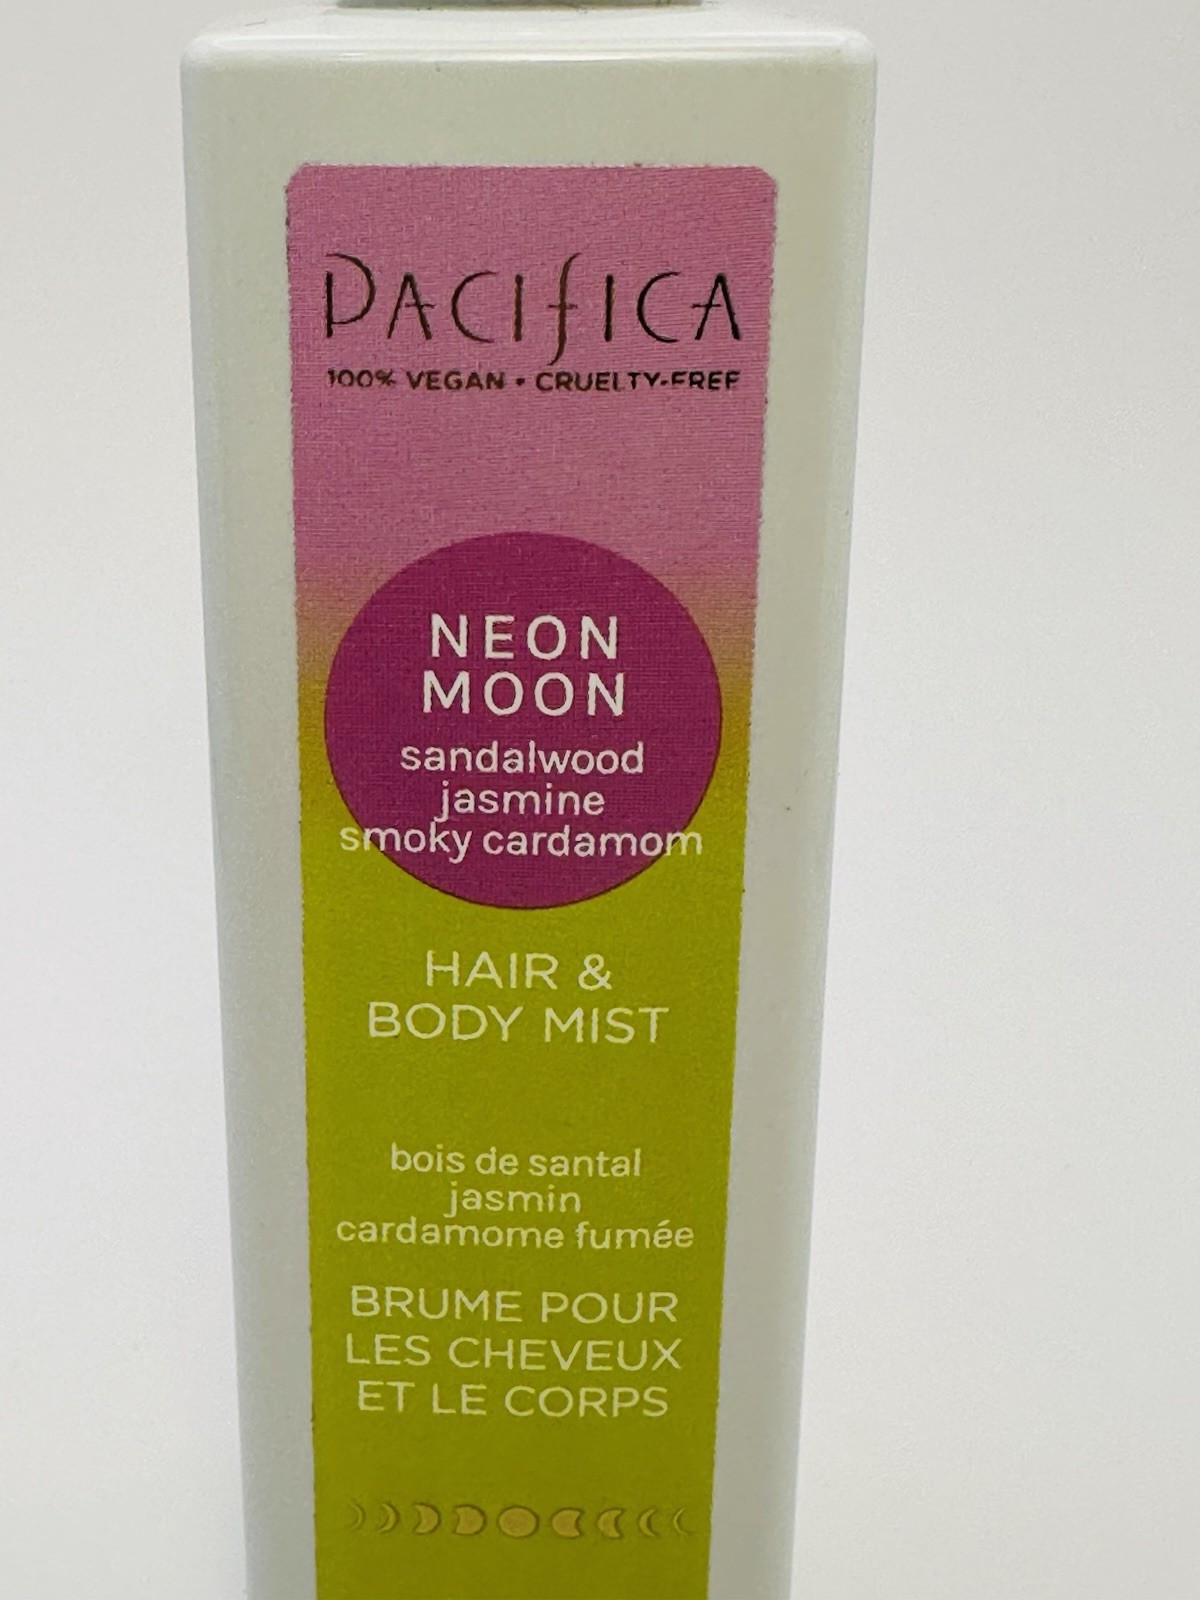 PACIFICA
100% VEGAN • CRUELTY-FREE
NEON
MOON
sandalwood
jasmine
smoky cardamom
HAIR &
BODY MIST
bois de santal
jasmin
cardamome fumée
BRUME POUR
LES CHEVEUX
ET LE CORPS